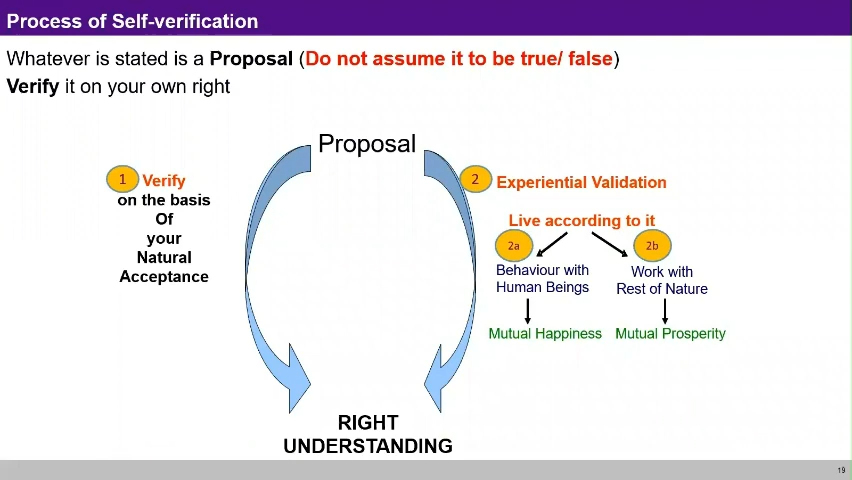 Process of Self-verification
Whatever is stated is a Proposal (Do not assume it to be true/ false)
Verify it on your own right
Proposal
1 Verify
on the basis
Of
your
Natural
Acceptance
2 Experiential Validation
Live according to it
2a
2b
Behaviour with
Human Beings
Work with
Rest of Nature
Mutual Happiness
Mutual Prosperity
RIGHT
UNDERSTANDING
19